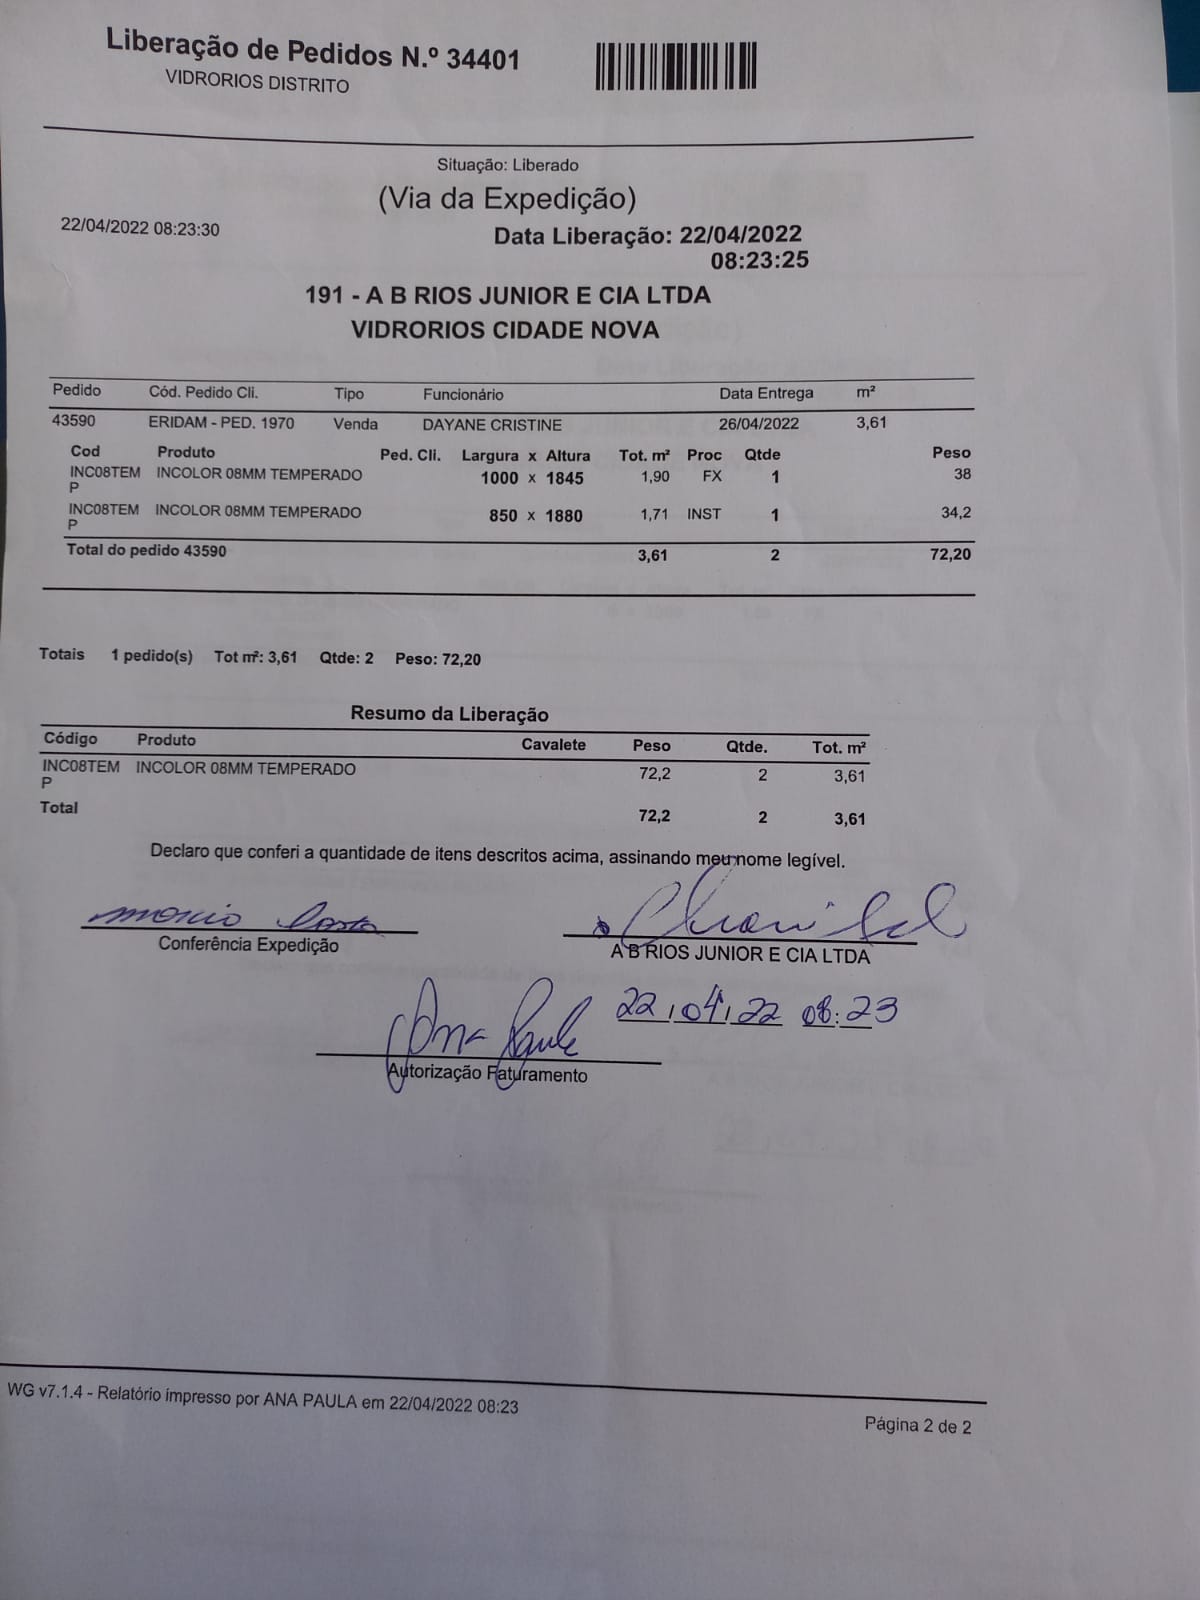 Liberação de Pedidos N.º 34401
VIDRORIOS DISTRITO
Situação: Liberado
(Via da Expedição)
22/04/2022 08:23:30
Data Liberação: 22/04/2022
08:23:25
191 - A B RIOS JUNIOR E CIA LTDA
VIDRORIOS CIDADE NOVA
Pedido Cód. Pedido Cli. Tipo Funcionário Data Entrega m²
43590 ERIDAM - PED. 1970 Venda DAYANE CRISTINE 26/04/2022 3,61
Cod Produto Ped. Cli. Largura x Altura Tot. m² Proc Qtde Peso
INC08TEM INCOLOR 08MM TEMPERADO 1000 x 1845 1,90 FX 1 38
P
INC08TEM INCOLOR 08MM TEMPERADO 850 x 1880 1,71 INST 1 34,2
P
Total do pedido 43590 3,61 2 72,20
Totais 1 pedido(s) Tot m²: 3,61 Qtde: 2 Peso: 72,20
Resumo da Liberação
Código Produto Cavalete Peso Qtde. Tot. m²
INC08TEM INCOLOR 08MM TEMPERADO 72,2 2 3,61
P
Total 72,2 2 3,61
Declaro que conferi a quantidade de itens descritos acima, assinando meu nome legível.
Conferência Expedição
A B RIOS JUNIOR E CIA LTDA
Ana Paula 22/04/22 08:23
Autorização Faturamento
WG v7.1.4 - Relatório impresso por ANA PAULA em 22/04/2022 08:23
Página 2 de 2